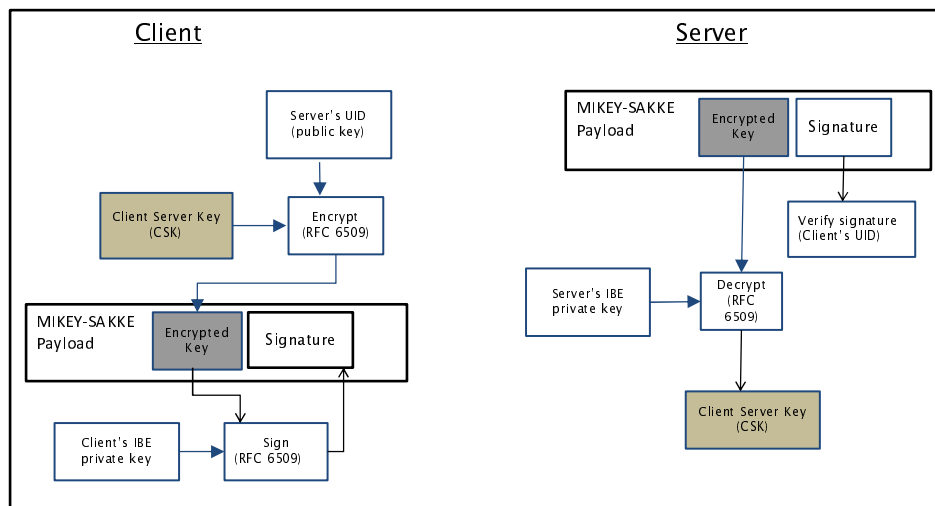 Client
Server's UID
(public key)
Client Server Key
(CSK)
Encrypt
(RFC 6509)
MIKEY-SAKKE
Payload
Encrypted
Key
Signature
Client's IBE
private key
Sign
(RFC 6509)
Server
MIKEY-SAKKE
Payload
Encrypted
Key
Signature
Verify signature
(Client's UID)
Server's IBE
private key
Decrypt
(RFC
6509)
Client Server Key
(CSK)